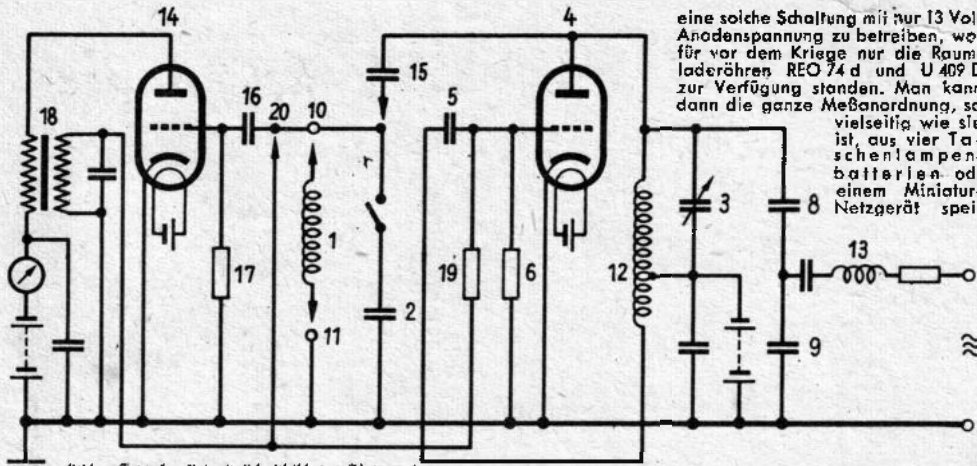 14
4
eine solche Schaltung mit nur 13 Vol
Anodenspannung zu betreiben, wo
für vor dem Kriege nur die Raum
laderöhren REO 74 d und U 409 D
zur Verfügung standen. Man kann
dann die ganze Meßanordnung, so
vielseitig wie sie
ist, aus vier Ta-
schenlampen-
batterien od
einem Miniatur-
Netzgerät spei
15
18
16
20
10
5
3
8
1
13
17
19
6
12
2
11
9